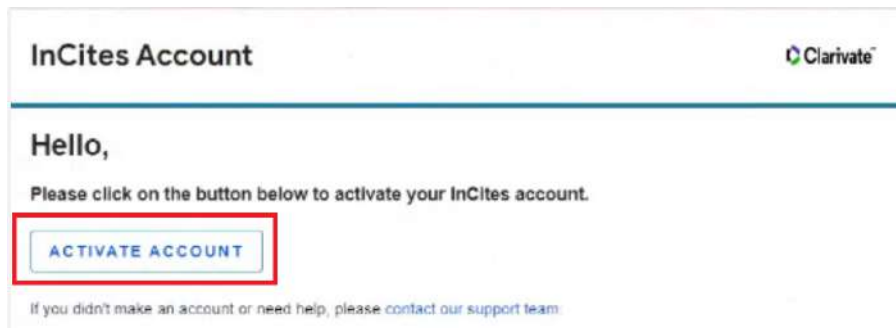 InCites Account
Clarivate™
Hello,
Please click on the button below to activate your InCites account.
ACTIVATE ACCOUNT
If you didn't make an account or need help, please contact our support team.